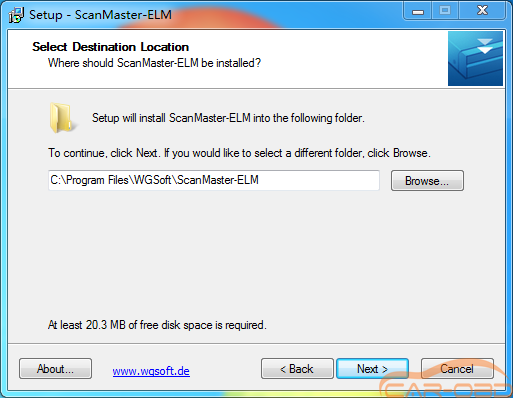 Setup - ScanMaster-ELM
Select Destination Location
Where should ScanMaster-ELM be installed?
Setup will install ScanMaster-ELM into the following folder.
To continue, click Next. If you would like to select a different folder, click Browse.
C:\Program Files\WGSoft\ScanMaster-ELM
Browse...
At least 20.3 MB of free disk space is required.
About...
www.wgsoft.de
< Back
Next >
Cancel
CAR-OBD